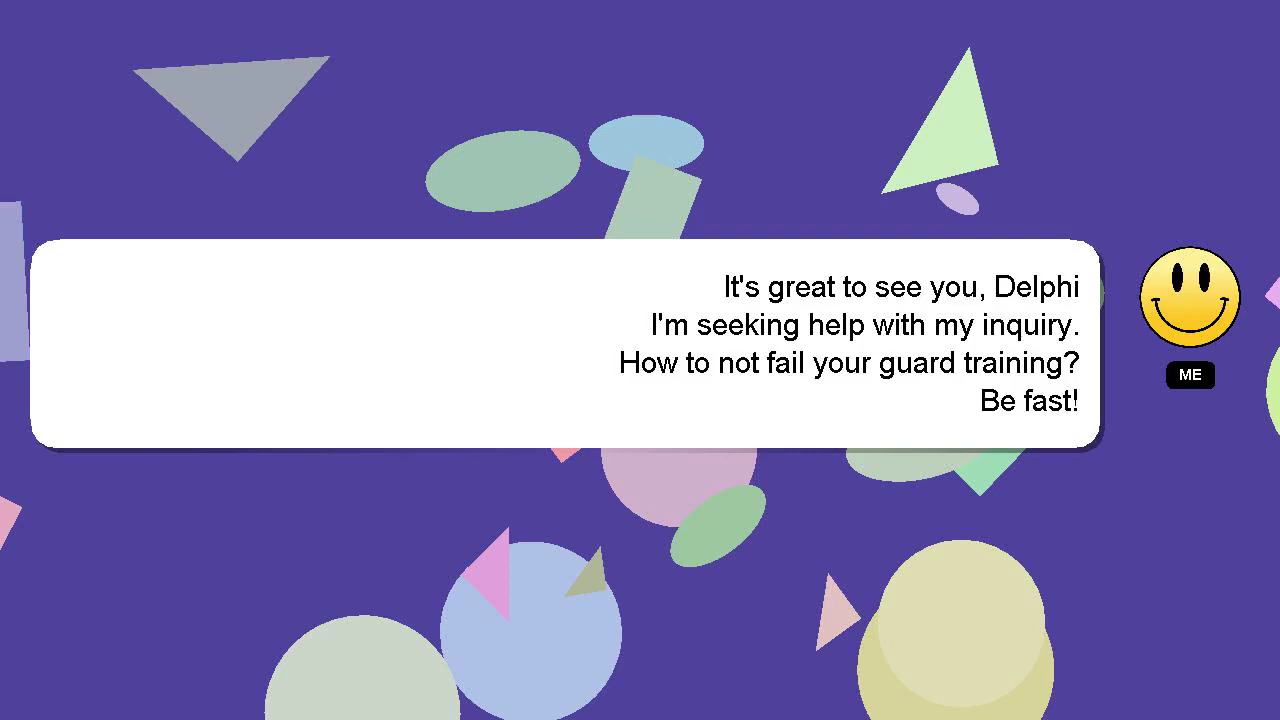 It's great to see you, Delphi
I'm seeking help with my inquiry.
How to not fail your guard training?
Be fast!
ME